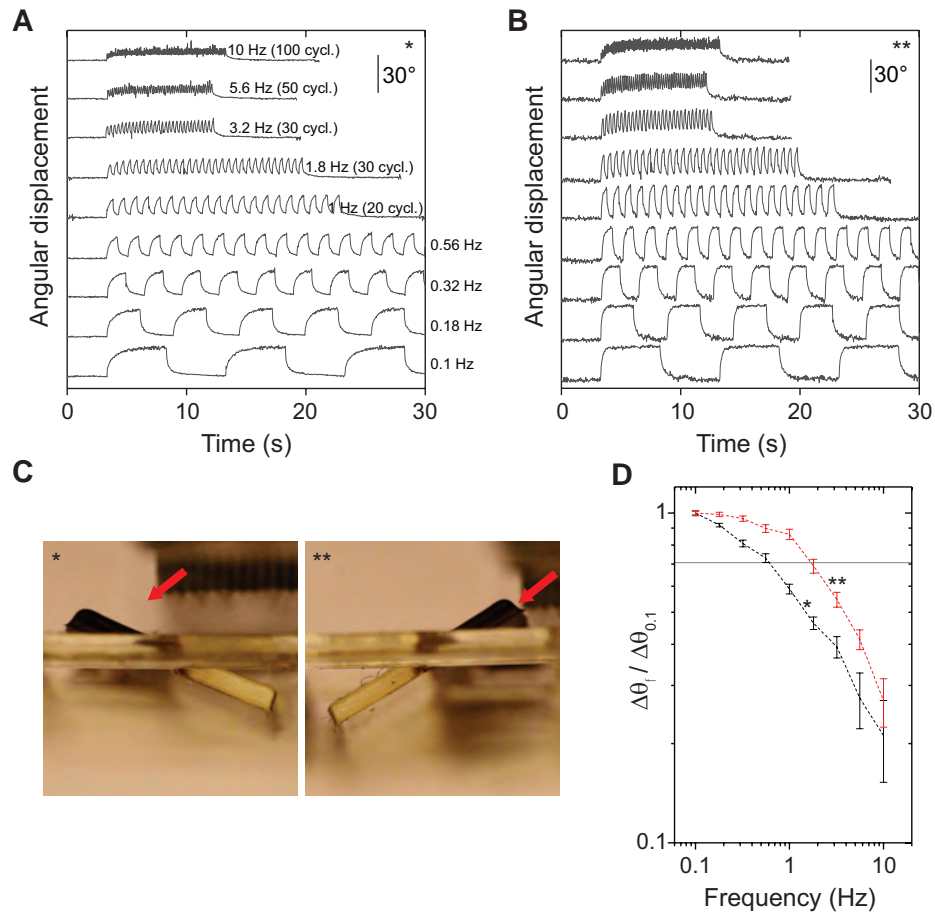 A
Angular displacement
10 Hz (100 cycl.)
*
30°
5.6 Hz (50 cycl.)
3.2 Hz (30 cycl.)
1.8 Hz (30 cycl.)
1 Hz (20 cycl.)
0.56 Hz
0.32 Hz
0.18 Hz
0.1 Hz
0 10 20 30
Time (s)
B
Angular displacement
**
30°
0 10 20 30
Time (s)
C
*
**
D
Δθf / Δθ0.1
1
0.1
**
*
0.1 1 10
Frequency (Hz)